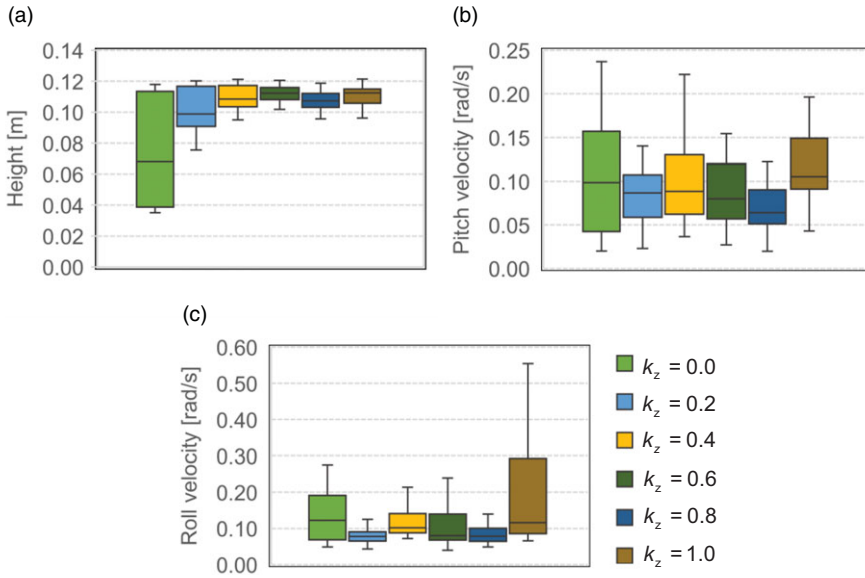 (a)
Height [m]
0.14
0.12
0.10
0.08
0.06
0.04
0.02
0.00
(b)
Pitch velocity [rad/s]
0.25
0.20
0.15
0.10
0.05
0.00
(c)
Roll velocity [rad/s]
0.60
0.50
0.40
0.30
0.20
0.10
0.00
k_z = 0.0
k_z = 0.2
k_z = 0.4
k_z = 0.6
k_z = 0.8
k_z = 1.0